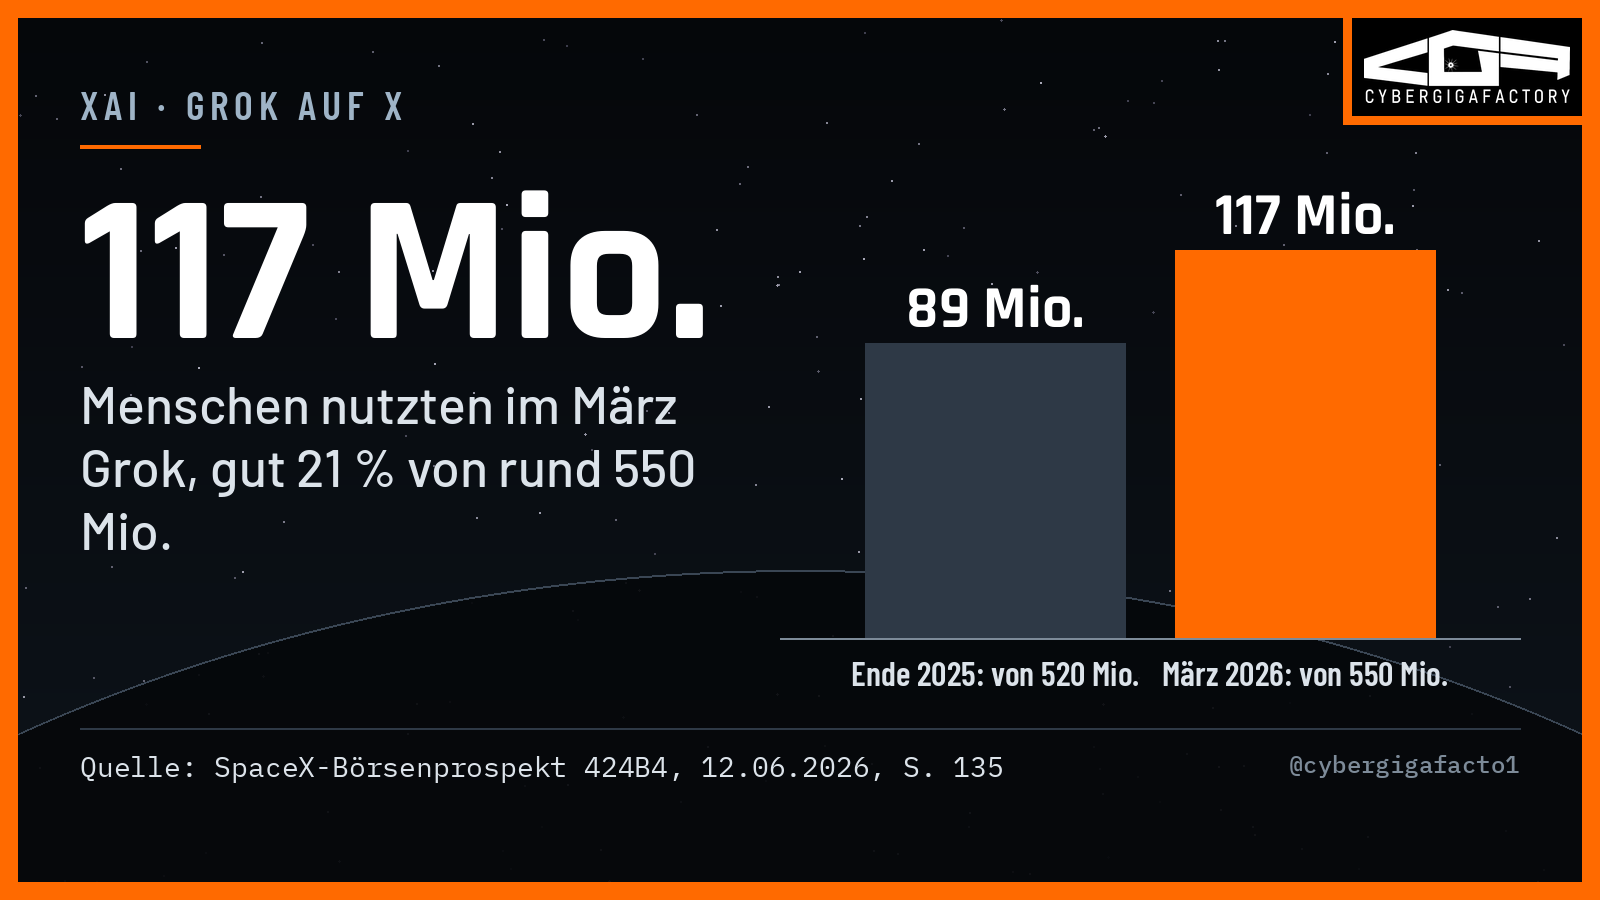 CYBERGIGAFACTORY
XAI · GROK AUF X
117 Mio.
Menschen nutzten im März
Grok, gut 21 % von rund 550
Mio.
89 Mio.
117 Mio.
Ende 2025: von 520 Mio.
März 2026: von 550 Mio.
Quelle: SpaceX-Börsenprospekt 424B4, 12.06.2026, S. 135
@cybergigafacto1